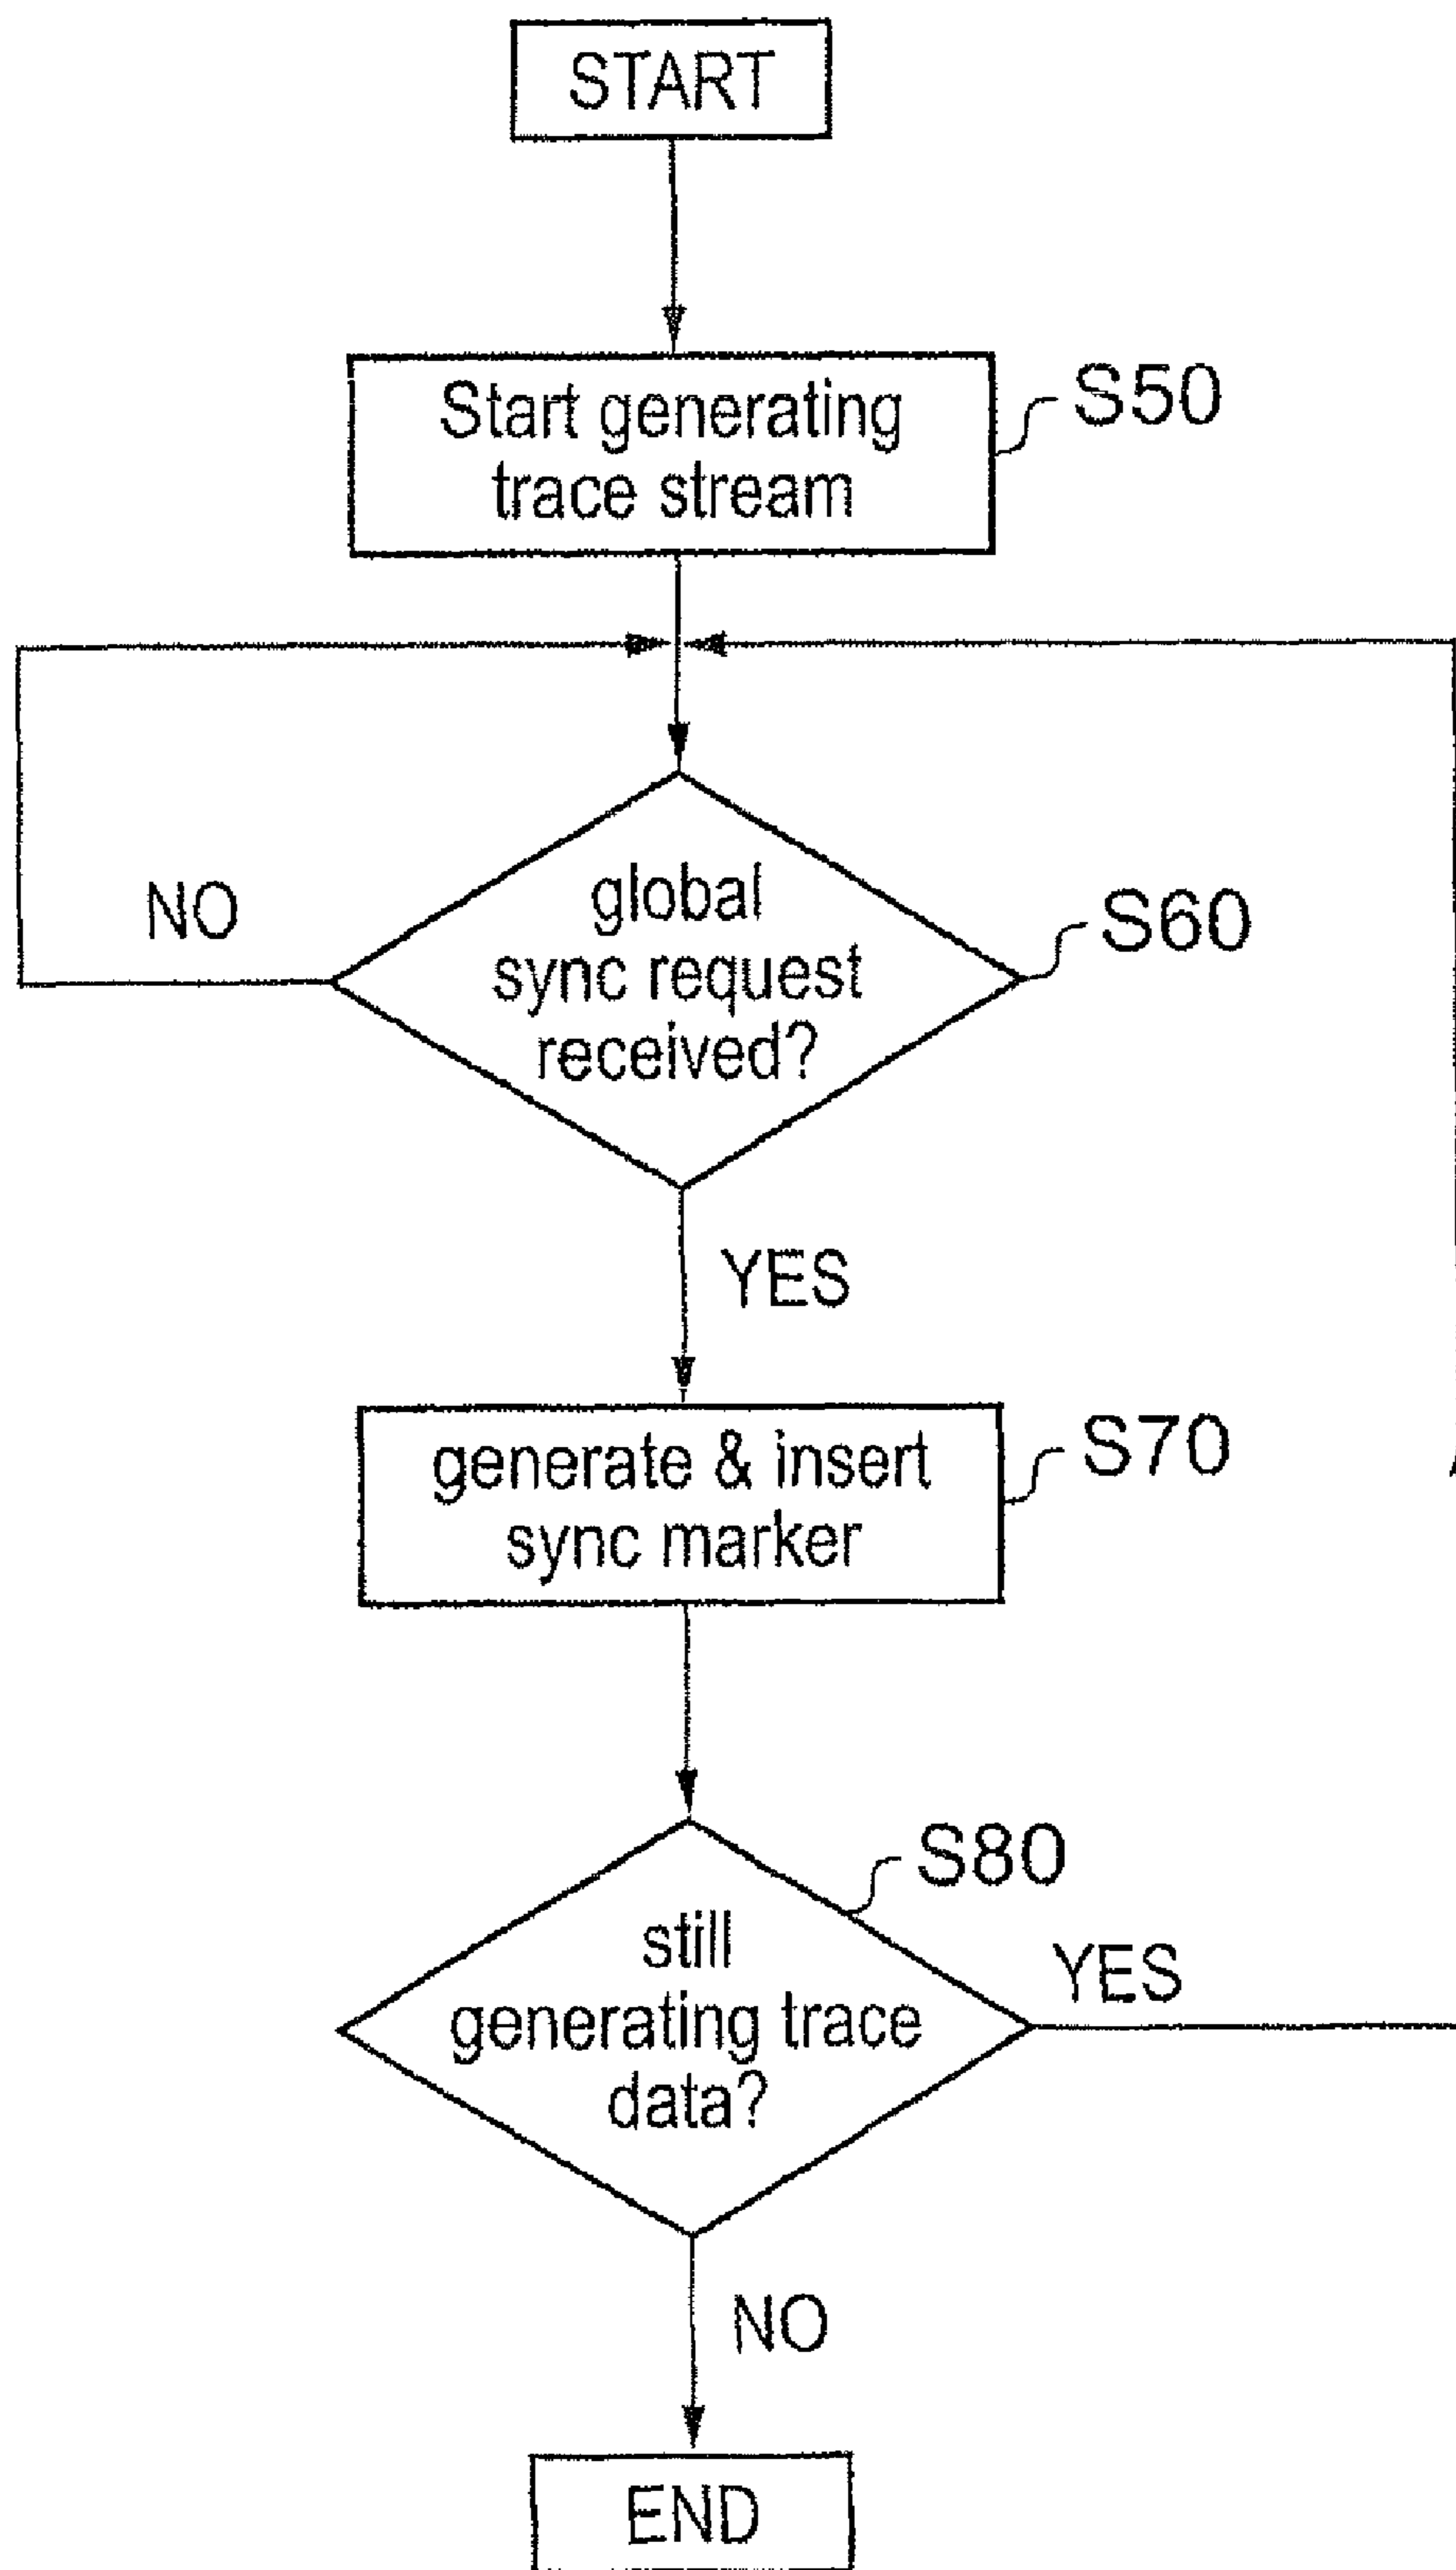 START
Start generating
trace stream
S50
global
sync request
received?
S60
NO
YES
generate & insert
sync marker
S70
still
generating trace
data?
S80
YES
NO
END